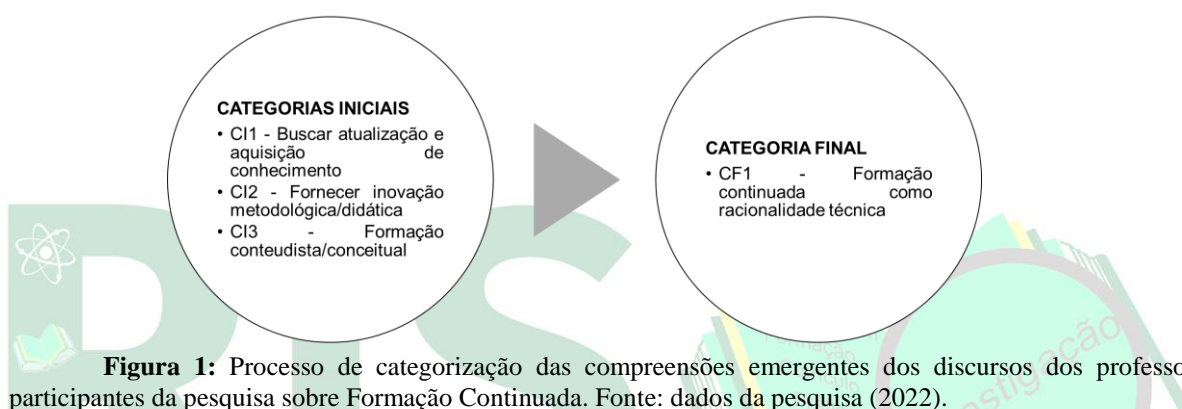 CATEGORIAS INICIAIS
• CI1 - Buscar atualização e
aquisição de
conhecimento
• CI2 - Fornecer inovação
metodológica/didática
• CI3 - Formação
conteudista/conceitual
CATEGORIA FINAL
• CF1 - Formação
continuada como
racionalidade técnica
Figura 1: Processo de categorização das compreensões emergentes dos discursos dos professo
participantes da pesquisa sobre Formação Continuada. Fonte: dados da pesquisa (2022).